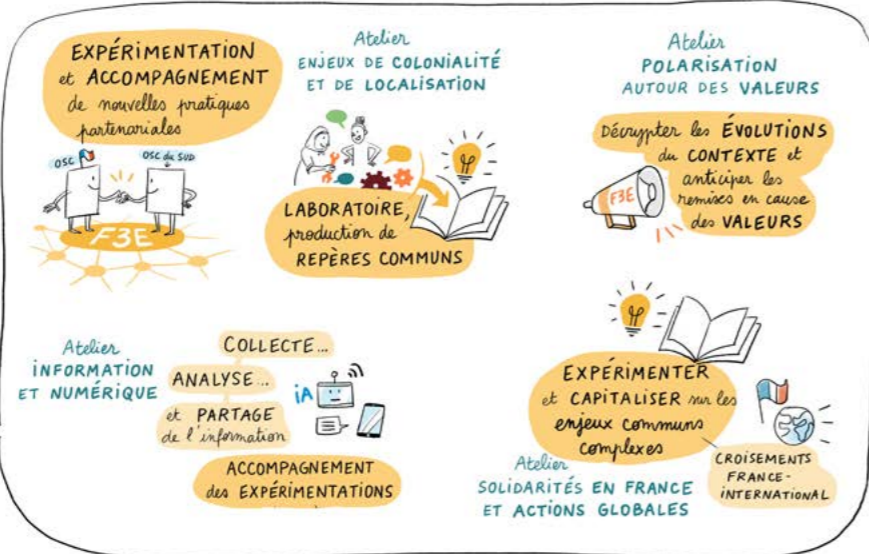 EXPÉRIMENTATION
et ACCOMPAGNEMENT
de nouvelles pratiques
partenariales
OSC
OSC du SUD
F3E
Atelier
ENJEUX DE COLONIALITÉ
ET DE LOCALISATION
LABORATOIRE,
production de
REPÈRES COMMUNS
Atelier
POLARISATION
AUTOUR DES VALEURS
Décrypter les ÉVOLUTIONS
du CONTEXTE et
anticiper les
remises en cause
des VALEURS
F3E
Atelier
INFORMATION
ET NUMÉRIQUE
COLLECTE...
ANALYSE...
et PARTAGE
de l'information
iA
ACCOMPAGNEMENT
des EXPÉRIMENTATIONS
EXPÉRIMENTER
et CAPITALISER sur les
enjeux communs
complexes
CROISEMENTS
FRANCE-
INTERNATIONAL
Atelier
SOLIDARITÉS EN FRANCE
ET ACTIONS GLOBALES